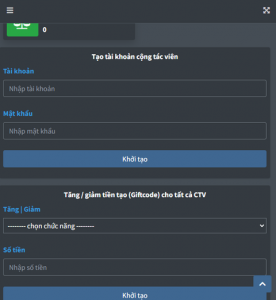 0
Tạo tài khoản cộng tác viên
Tài khoản
Nhập tài khoản
Mật khẩu
Nhập mật khẩu
Khởi tạo
Tăng / giảm tiền tạo (Giftcode) cho tất cả CTV
Tăng | Giảm
-------- chọn chức năng --------
Số tiền
Nhập số tiền
Khởi tạo